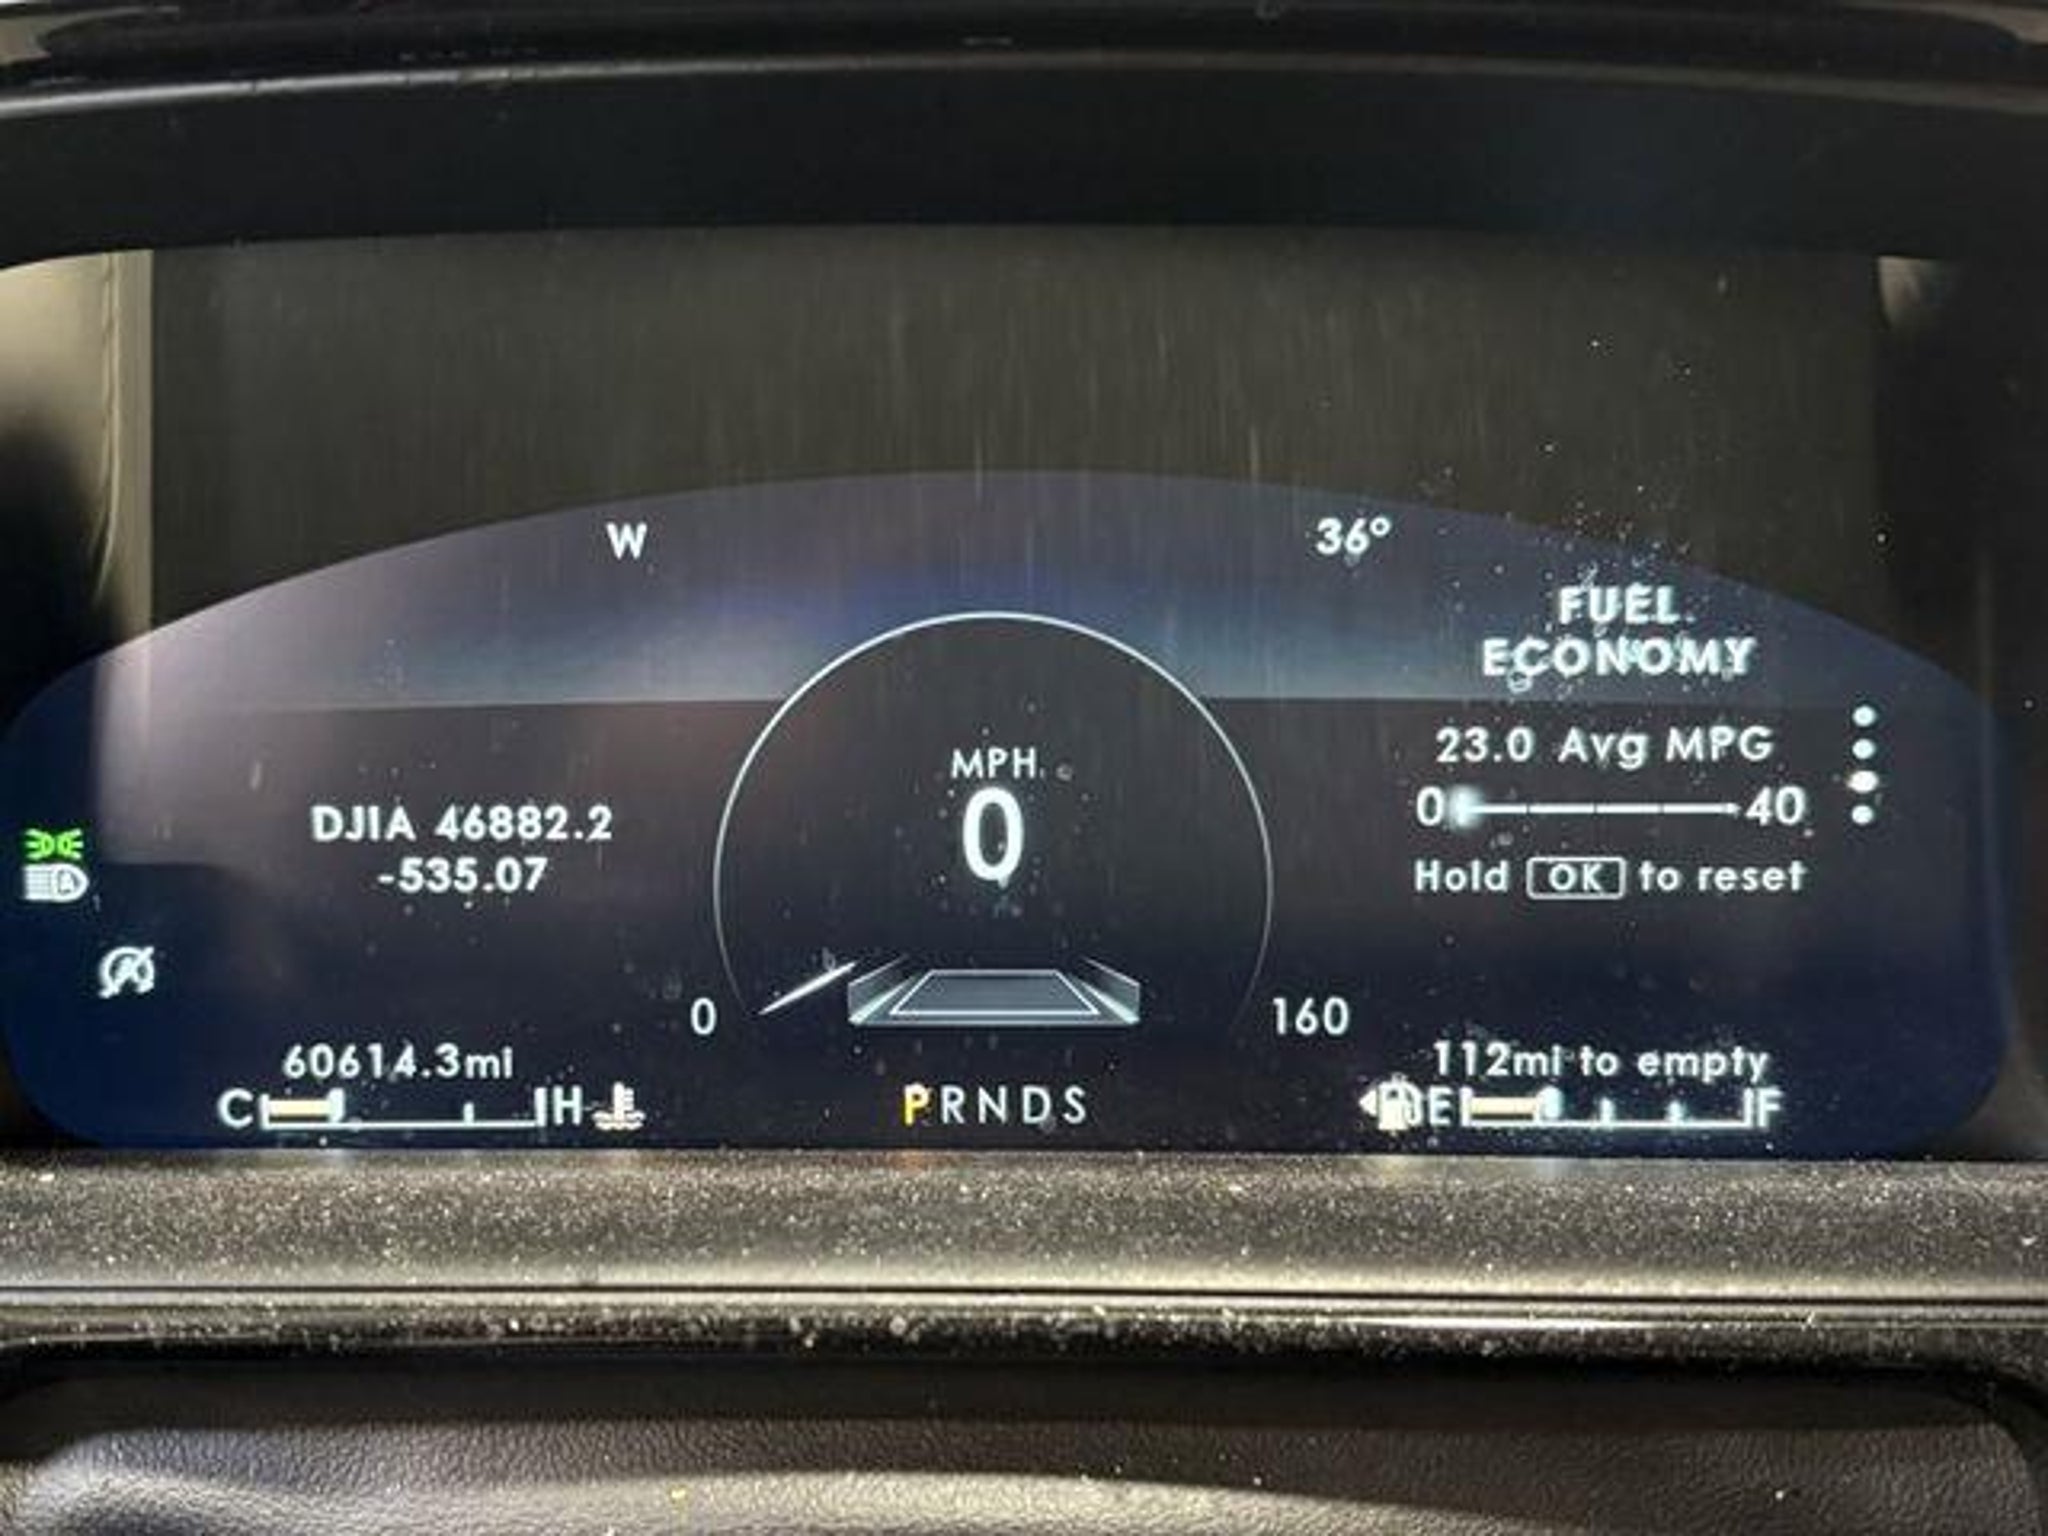 W
36°
FUEL
ECONOMY
23.0 Avg MPG
0 40
Hold OK to reset
MPH
0
DJIA 46882.2
-535.07
0
160
60614.3mi
C H
PRNDS
112mi to empty
E F